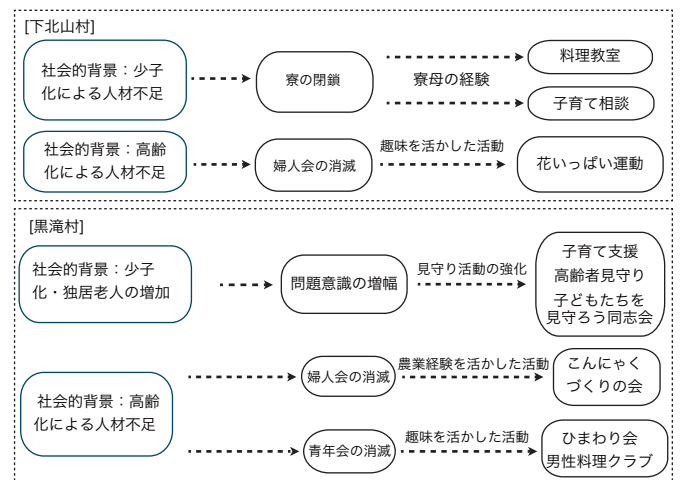 [下北山村]
社会的背景：少子
化による人材不足
寮の閉鎖
寮母の経験
料理教室
子育て相談
社会的背景：高齢
化による人材不足
婦人会の消滅
趣味を活かした活動
花いっぱい運動
[黒滝村]
社会的背景：少子
化・独居老人の増加
問題意識の増幅
見守り活動の強化
子育て支援
高齢者見守り
子どもたちを
見守ろう同志会
社会的背景：高齢
化による人材不足
婦人会の消滅
農業経験を活かした活動
こんにゃく
づくりの会
青年会の消滅
趣味を活かした活動
ひまわり会
男性料理クラブ